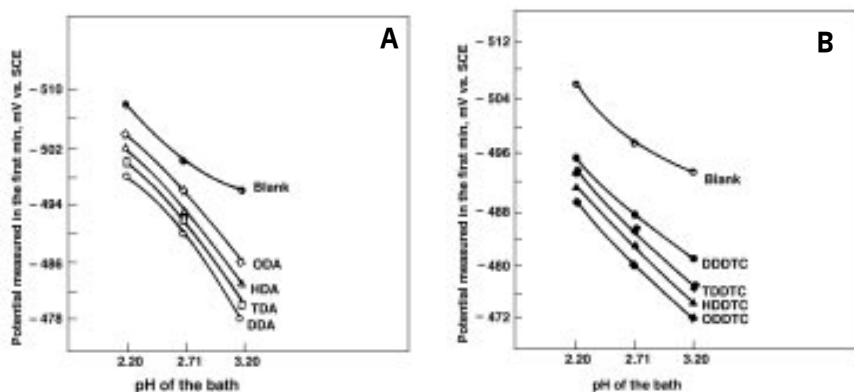 A
Potential measured in the first min, mV vs. SCE
- 510
- 502
- 494
- 486
- 478
Blank
ODA
HDA
TDA
DDA
2.20 2.71 3.20
pH of the bath
B
Potential measured in the first min, mV vs. SCE
- 512
- 504
- 496
- 488
- 480
- 472
Blank
DDDTC
TDDTC
HDDTC
ODDTC
2.20 2.71 3.20
pH of the bath